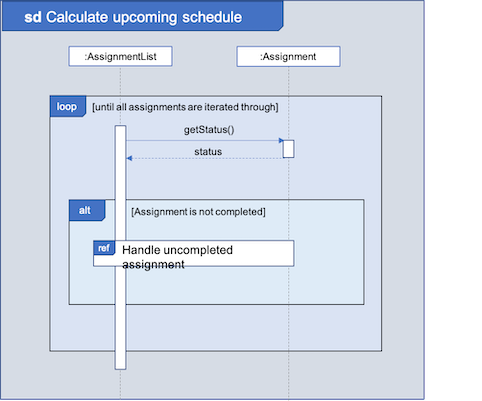 sd Calculate upcoming schedule
:AssignmentList
:Assignment
loop
[until all assignments are iterated through]
getStatus()
status
alt
[Assignment is not completed]
ref
Handle uncompleted
assignment